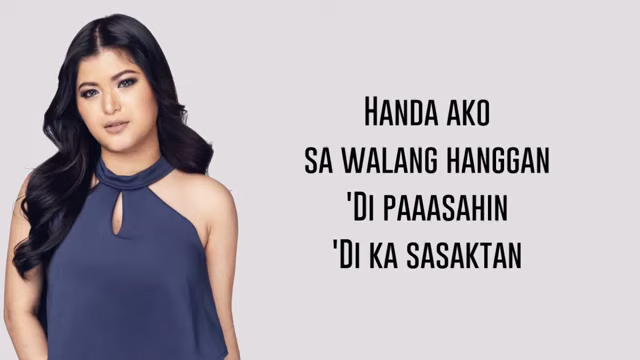 Handa ako
sa walang hanggan
'Di paaasahin
'Di ka sasaktan